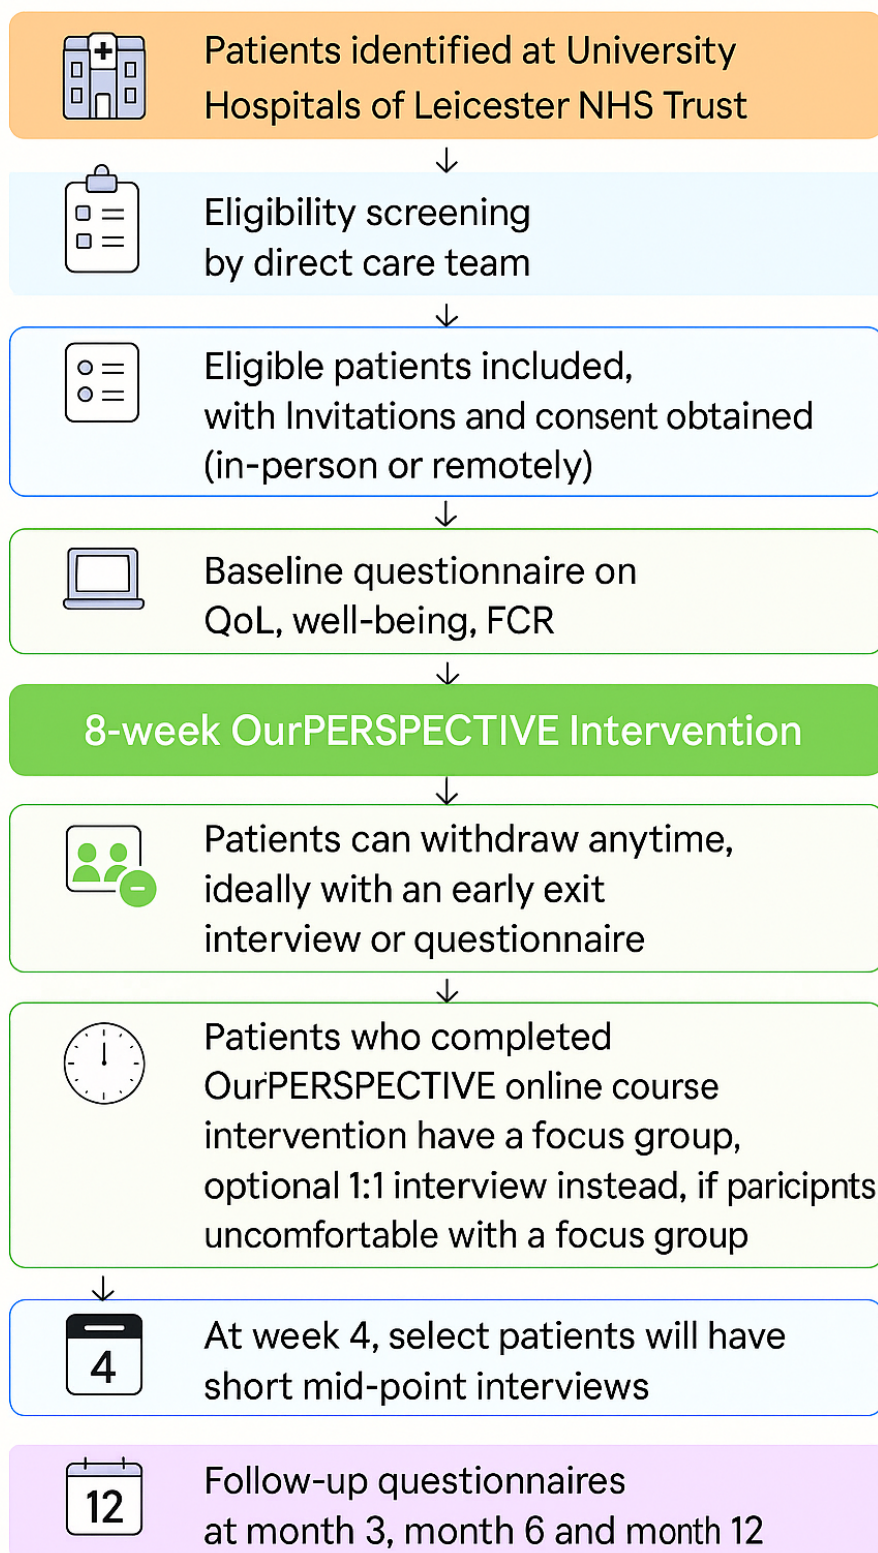 Patients identified at University
Hospitals of Leicester NHS Trust
Eligibility screening
by direct care team
Eligible patients included,
with Invitations and consent obtained
(in-person or remotely)
Baseline questionnaire on
QoL, well-being, FCR
8-week OurPERSPECTIVE Intervention
Patients can withdraw anytime,
ideally with an early exit
interview or questionnaire
Patients who completed
OurPERSPECTIVE online course
intervention have a focus group,
optional 1:1 interview instead, if paricipnts
uncomfortable with a focus group
4
At week 4, select patients will have
short mid-point interviews
12
Follow-up questionnaires
at month 3, month 6 and month 12